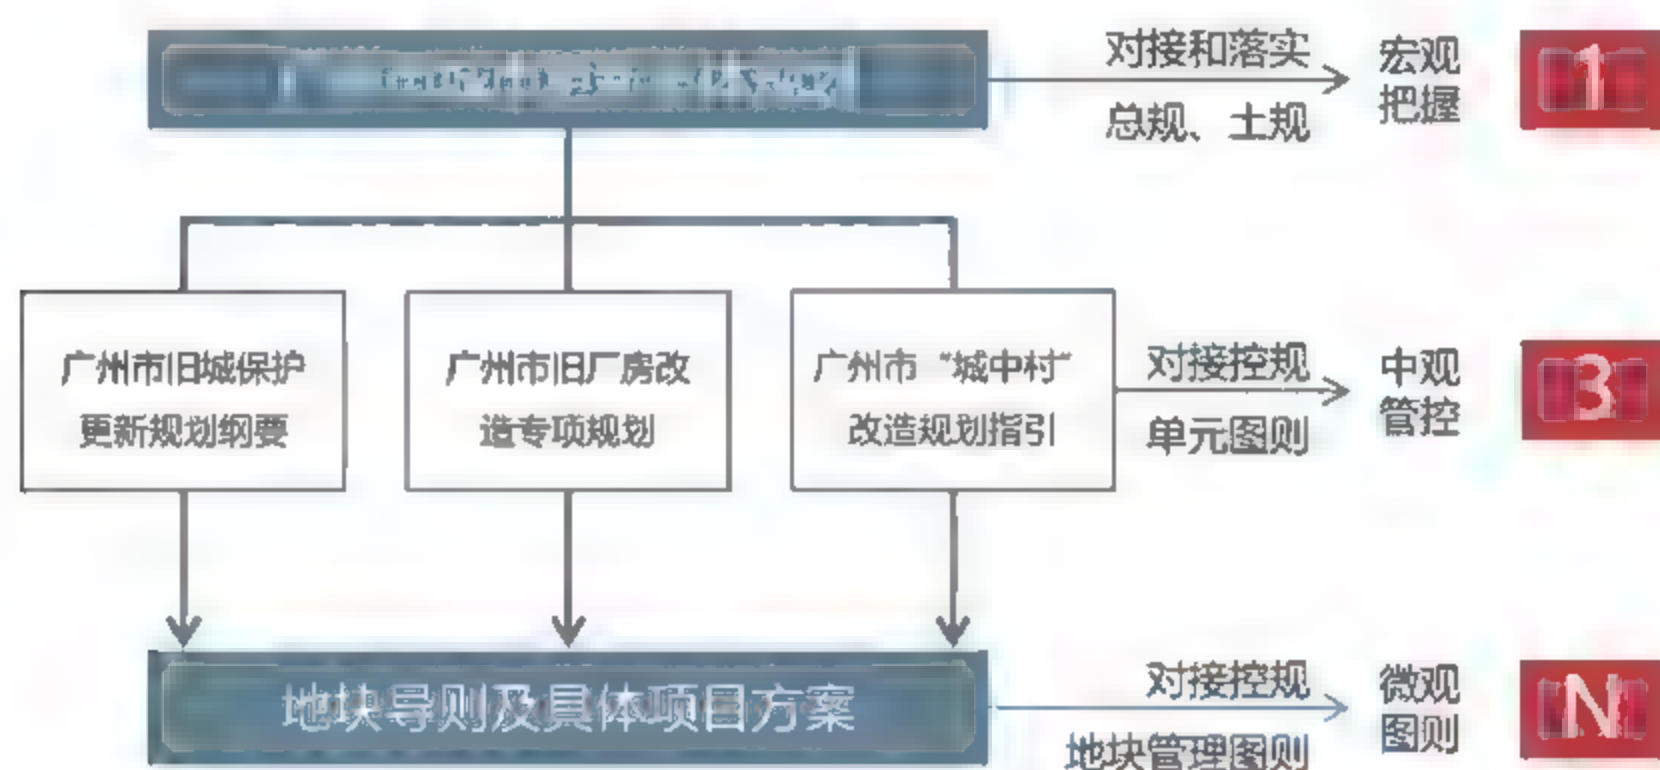 对接和落实
总规、土规
宏观
把握
1
广州市旧城保护
更新规划纲要
广州市旧厂房改
造专项规划
广州市“城中村”
改造规划指引
对接控规
单元图则
中观
管控
3
地块导则及具体项目方案
对接控规
地块管理图则
微观
图则
N